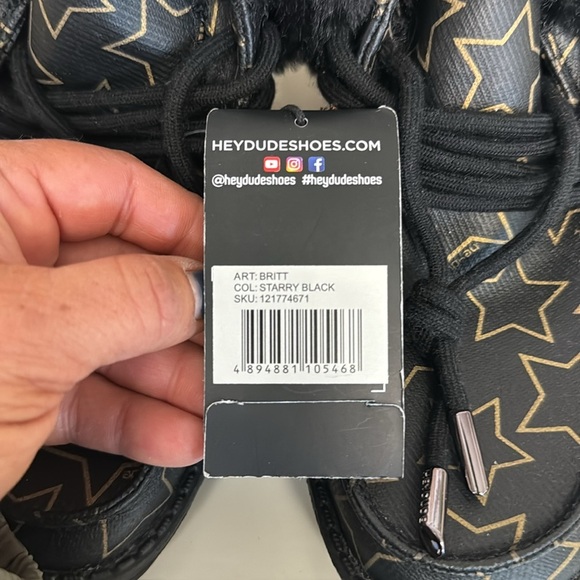 HEYDUDESHOES.COM
@heydudeshoes #heydudeshoes
ART: BRITT
COL: STARRY BLACK
SKU: 121774671
4 894881 105468